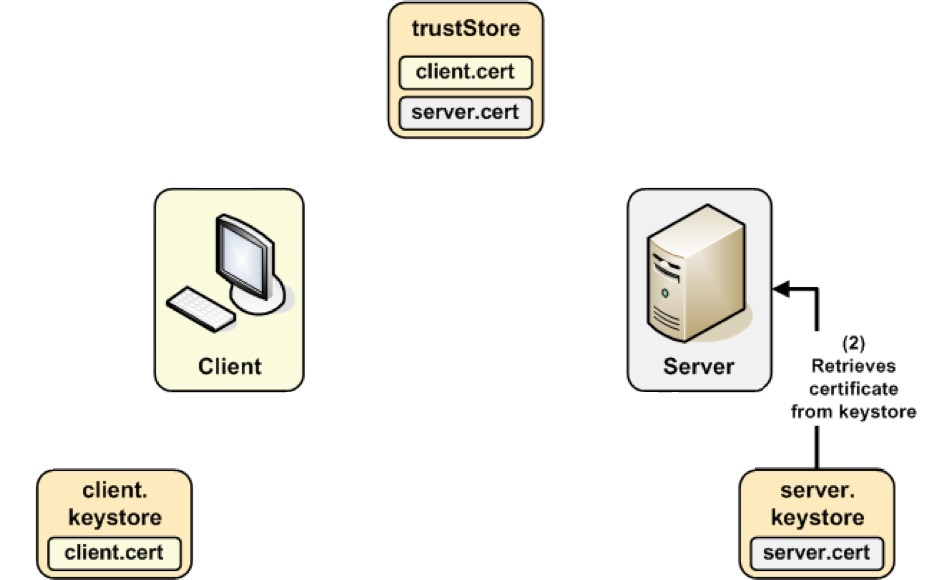 trustStore
client.cert
server.cert
Client
Server
(2)
Retrieves
certificate
from keystore
client.
keystore
client.cert
server.
keystore
server.cert